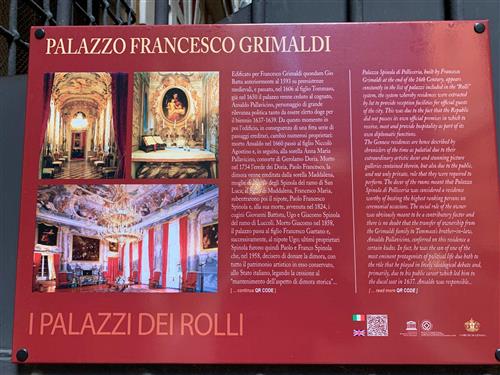 PALAZZO FRANCESCO GRIMALDI
Edificato per Francesco Grimaldi quondam Gio
Batta anteriormente al 1593 su preesistenze
medievali, e passato, nel 1606 al figlio Tommaso,
già nel 1650 il palazzo venne ceduto al cognato,
Ansaldo Pallavicino, personaggio di grande
rilevanza politica tanto da essere eletto doge per
il biennio 1637-1639. Da questo momento in
poi l'edificio, in conseguenza di una fitta serie di
passaggi ereditari, cambiò numerosi proprietari:
morto Ansaldo nel 1660 passò al figlio Niccolò
Agostino e, in seguito, alla sorella Anna Maria
Pallavicino, consorte di Gerolamo Doria. Morto
nel 1734 l'erede dei Doria, Paolo Francesco, la
dimora venne ereditata dalla sorella Maddalena,
moglie di Niccolò degli Spinola del ramo di San
Luca; al figlio di Maddalena, Francesco Maria,
subentrarono poi il nipote, Paolo Francesco
Spinola e, alla sua morte, avvenuta nel 1824, i
cugini Giovanni Battista, Ugo e Giacomo Spinola
del ramo di Luccoli. Morto Giacomo nel 1858,
il palazzo passa al figlio Francesco Gaetano e,
successivamente, al nipote Ugo; ultimi proprietari
Spinola furono quindi Paolo e Franco Spinola
che, nel 1958, decisero di donare la dimora, con
tutto il patrimonio artistico in esso conservato,
allo Stato italiano, legando la cessione al
"mantenimento dell'aspetto di dimora storica"...
[ ... continua QR CODE ]
Palazzo Spinola di Pellicceria, built by Francesco
Grimaldi at the end of the 16th Century, appears
constantly in the list of palaces included in the "Rolli"
system, the system whereby residences were extracted
by lot to provide reception facilities for official guests
of the city. This was due to the fact that the Republic
did not possess its own official premises in which to
receive, meet and provide hospitality as part of its
own diplomatic functions.
The Genoese residences are hence described by
chroniclers of the time as palatial due to their
extraordinary artistic decor and stunning picture
galleries contained therein, but also due to the public,
and not only private, role that they were required to
perform. The decor of the rooms meant that Palazzo
Spinola di Pellicceria was considered a residence
worthy of hosting the highest ranking persons on
ceremonial occasions. The social role of the owner
was obviously meant to be a contributory factor and there
is no doubt that the transfer of ownership from
the Grimaldi family to Tommaso's brother-in-law,
Ansaldo Pallavicino, conferred on this residence a
certain kudos. In fact, he was the son of one of the
most eminent protagonists of political life due both to
the role that he played in lively ideological debate and,
primarily, due to his public career which led him to
the ducal seat in 1637. Ansaldo was responsible...
[ ... read more QR CODE ]
I PALAZZI DEI ROLLI